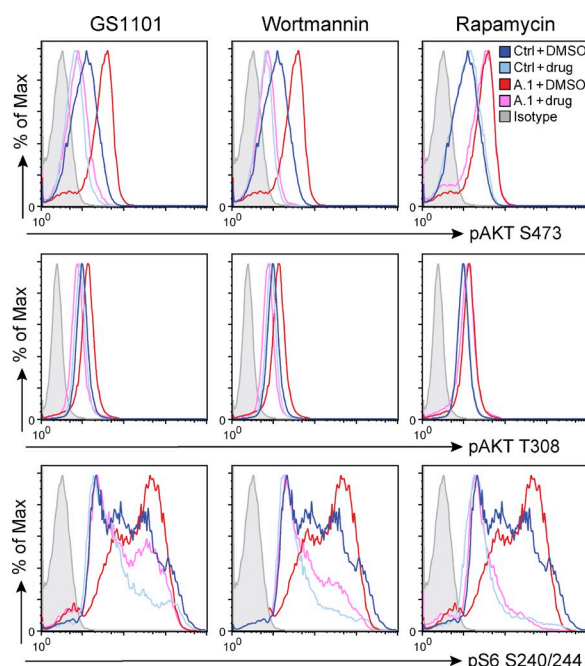 GS1101 Wortmannin Rapamycin
Ctrl+DMSO
Ctrl+drug
A.1+DMSO
A.1+drug
Isotype
% of Max
0
10⁰ 10⁰ 10⁰
pAKT S473
% of Max
0
10⁰ 10⁰ 10⁰
pAKT T308
% of Max
0
10⁰ 10⁰ 10⁰
pS6 S240/244